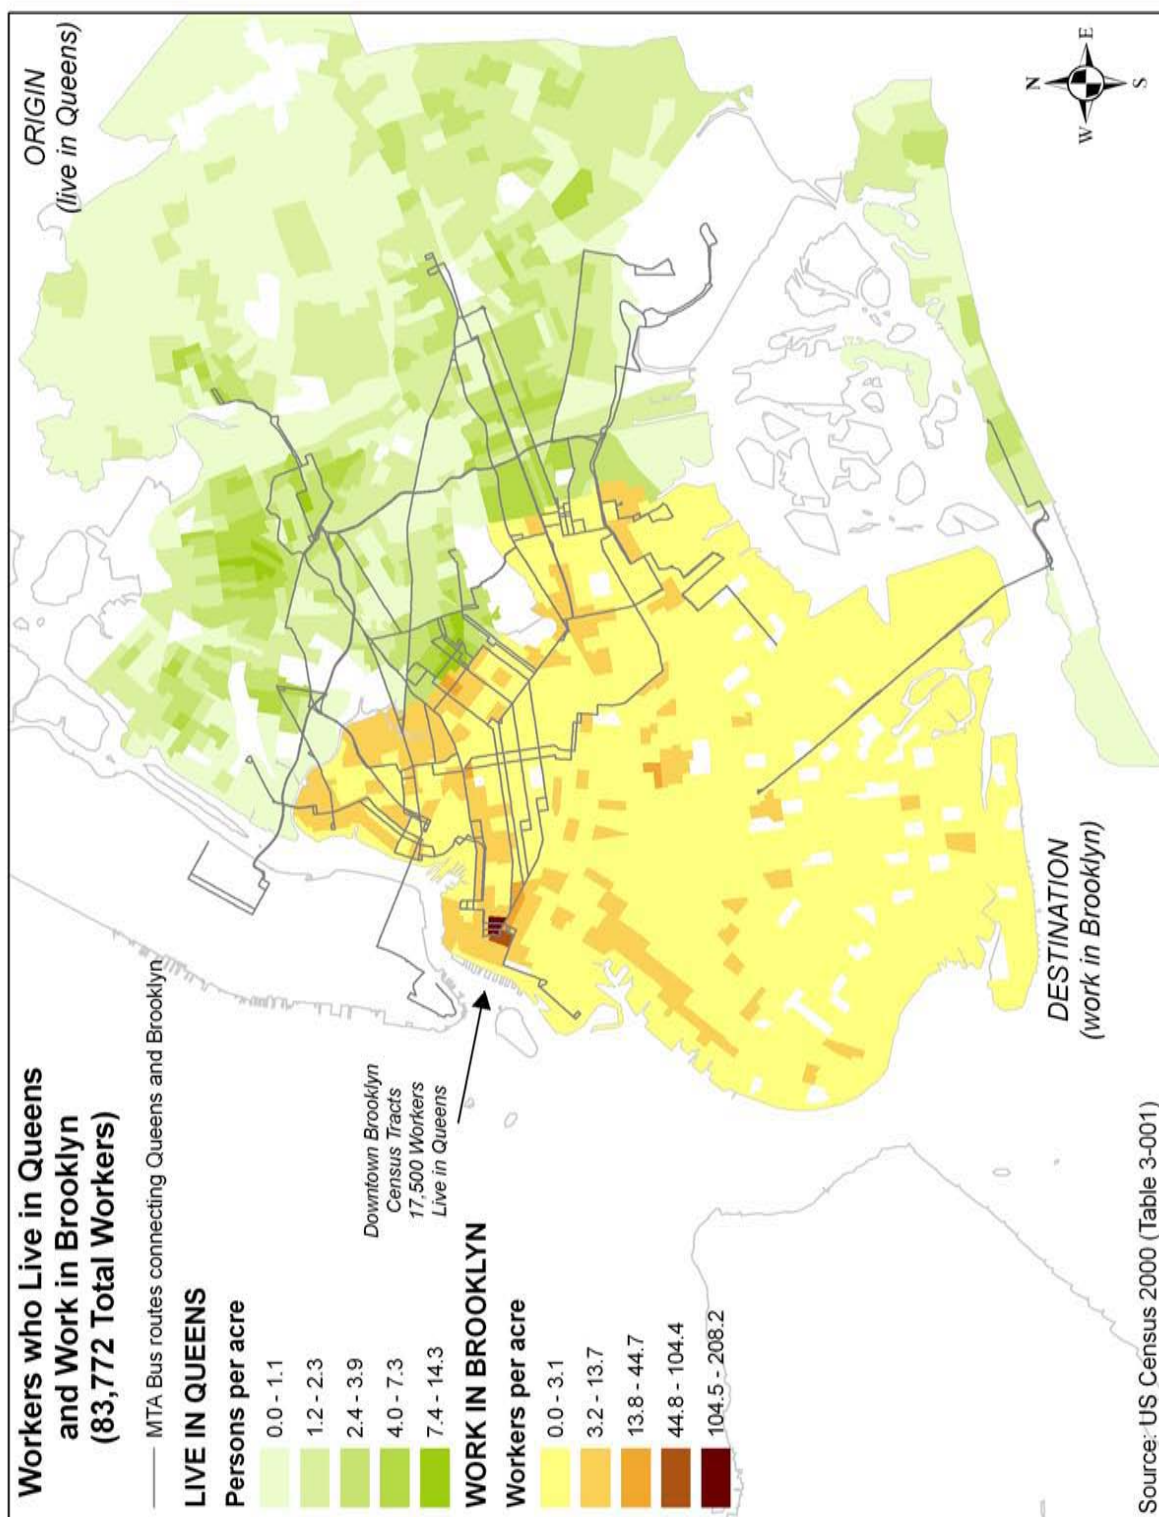 Workers who Live in Queens
and Work in Brooklyn
(83,772 Total Workers)
MTA Bus routes connecting Queens and Brooklyn
LIVE IN QUEENS
Persons per acre
0.0 - 1.1
1.2 - 2.3
2.4 - 3.9
4.0 - 7.3
7.4 - 14.3
WORK IN BROOKLYN
Workers per acre
0.0 - 3.1
3.2 - 13.7
13.8 - 44.7
44.8 - 104.4
104.5 - 208.2
Downtown Brooklyn
Census Tracts
17,500 Workers
Live in Queens
ORIGIN
(live in Queens)
DESTINATION
(work in Brooklyn)
N
W
E
S
Source: US Census 2000 (Table 3-001)